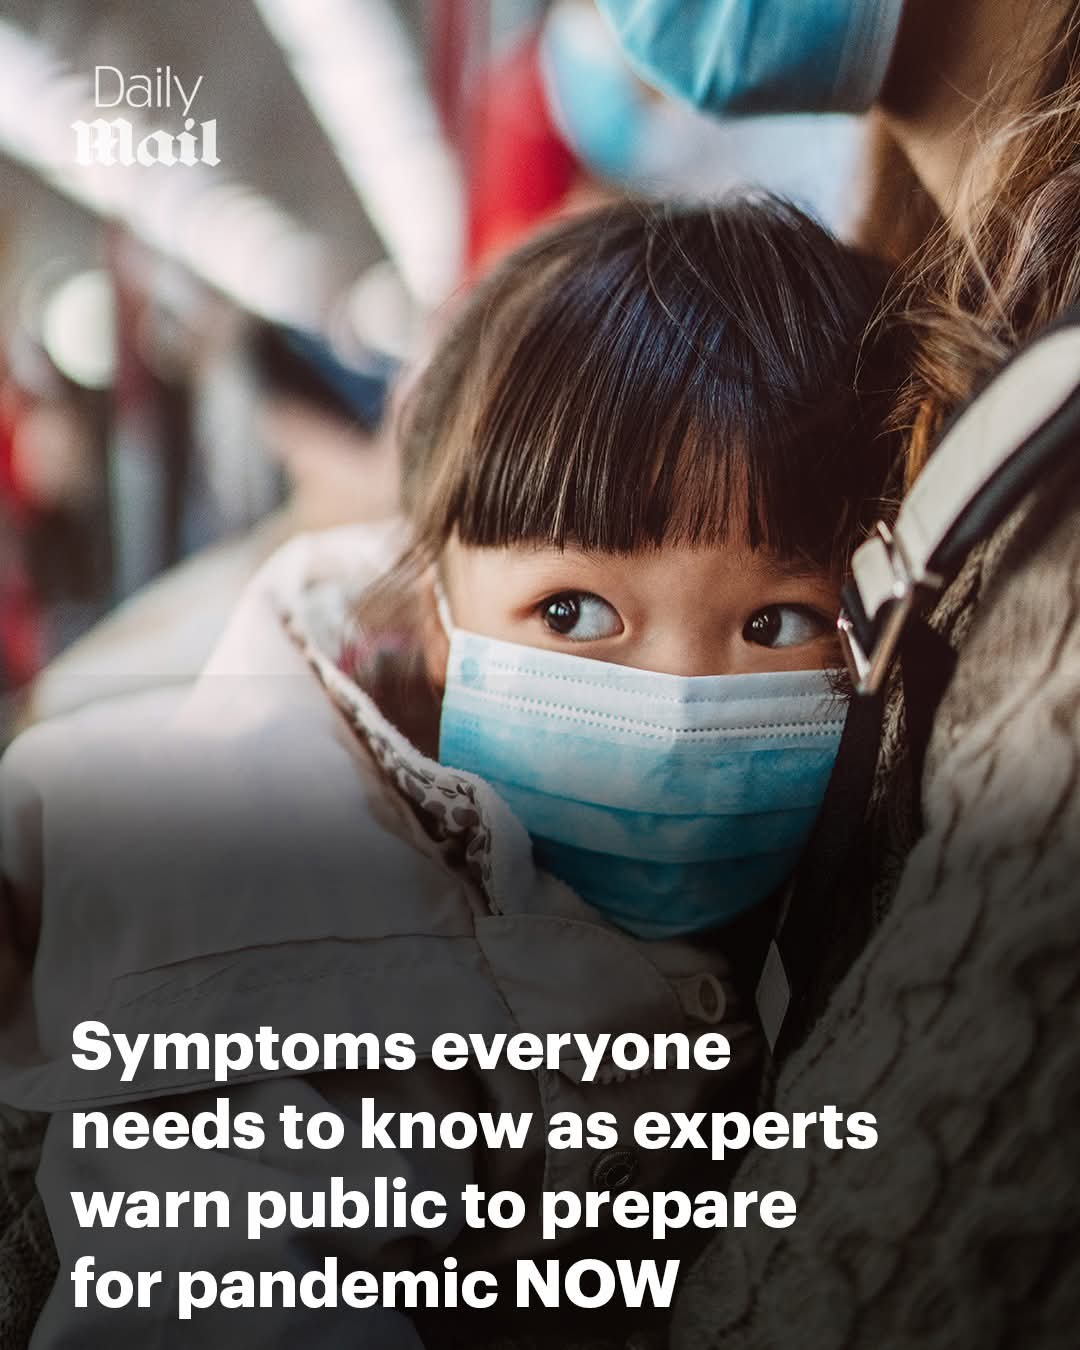 Daily
Mail
Symptoms everyone
needs to know as experts
warn public to prepare
for pandemic NOW